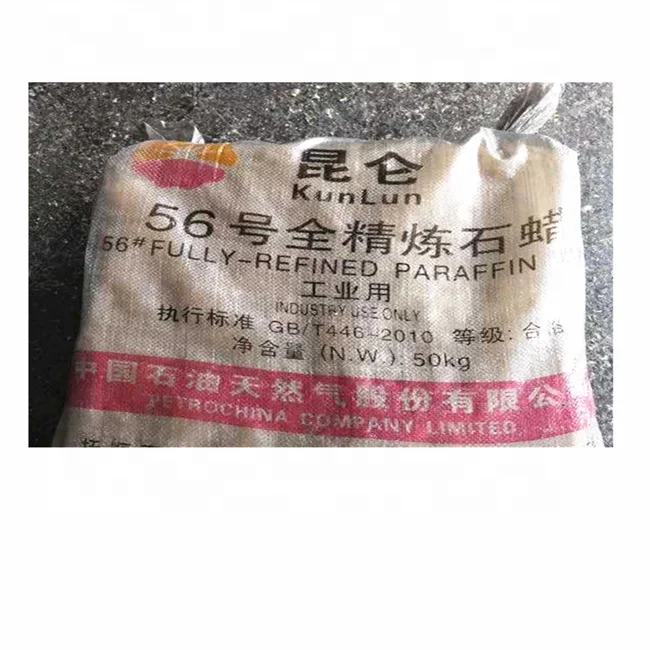 昆仑
KunLun
56号全精炼石蜡
56# FULLY-REFINED PARAFFIN
工业用
INDUSTRY USE ONLY
执行标准 GB/T446-2010 等级: 合
净含量 (N.W.): 50kg
中国石油天然气股份有限公
PETROCHINA COMPANY LIMITED